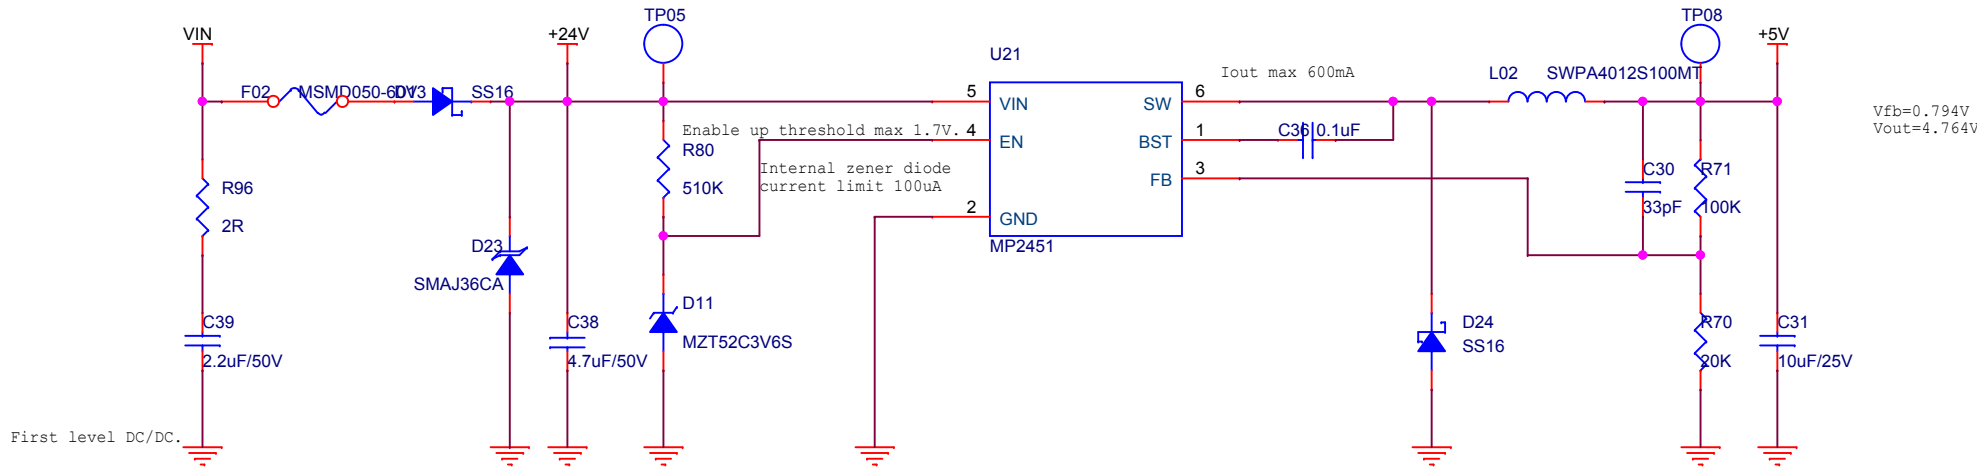 VIN
+24V
TP05
TP08
+5V
U21
Iout max 600mA
L02
SWPA4012S100MT
F02
MSMD050-60V
DV3
SS16
5
VIN
SW
6
Vfb=0.794V
Vout=4.764V
Enable up threshold max 1.7V.
4
EN
BST
1
C36
0.1uF
R80
510K
Internal zener diode
current limit 100uA
FB
3
C30
33pF
R71
100K
R96
2R
2
GND
MP2451
D23
SMAJ36CA
D11
MZT52C3V6S
C39
2.2uF/50V
C38
4.7uF/50V
D24
SS16
R70
20K
C31
10uF/25V
First level DC/DC.